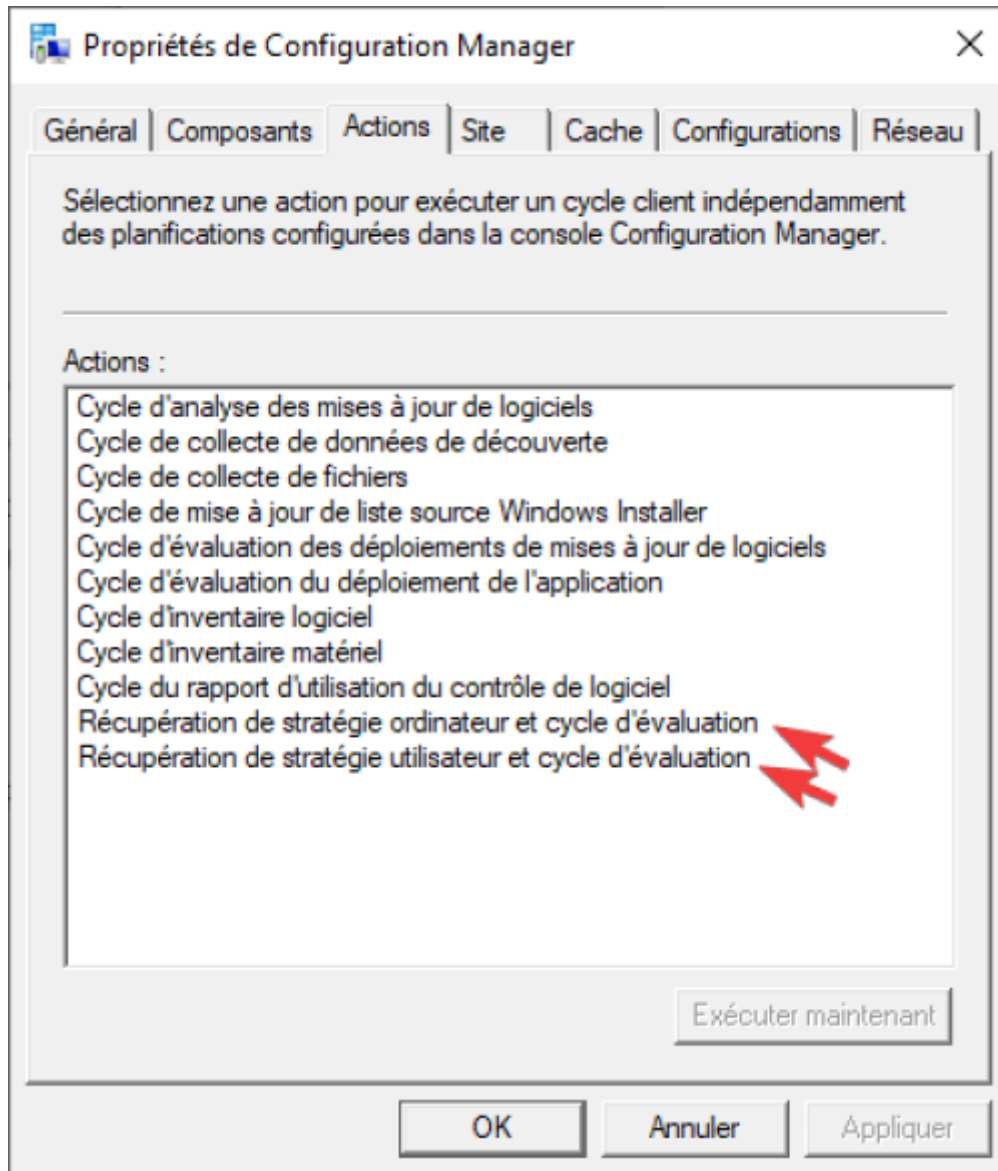 Propriétés de Configuration Manager
Général Composants Actions Site Cache Configurations Réseau
Sélectionnez une action pour exécuter un cycle client indépendamment
des planifications configurées dans la console Configuration Manager.
Actions :
Cycle d'analyse des mises à jour de logiciels
Cycle de collecte de données de découverte
Cycle de collecte de fichiers
Cycle de mise à jour de liste source Windows Installer
Cycle d'évaluation des déploiements de mises à jour de logiciels
Cycle d'évaluation du déploiement de l'application
Cycle d'inventaire logiciel
Cycle d'inventaire matériel
Cycle du rapport d'utilisation du contrôle de logiciel
Récupération de stratégie ordinateur et cycle d'évaluation
Récupération de stratégie utilisateur et cycle d'évaluation
Exécuter maintenant
OK Annuler Appliquer